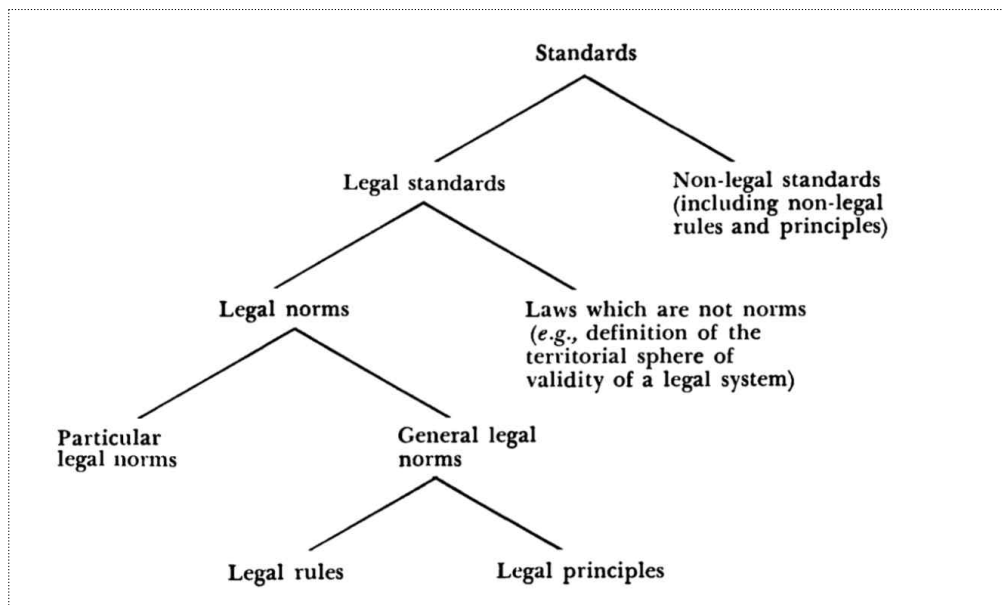 Standards
Legal standards
Non-legal standards
(including non-legal
rules and principles)
Legal norms
Laws which are not norms
(e.g., definition of the
territorial sphere of
validity of a legal system)
Particular
legal norms
General legal
norms
Legal rules
Legal principles